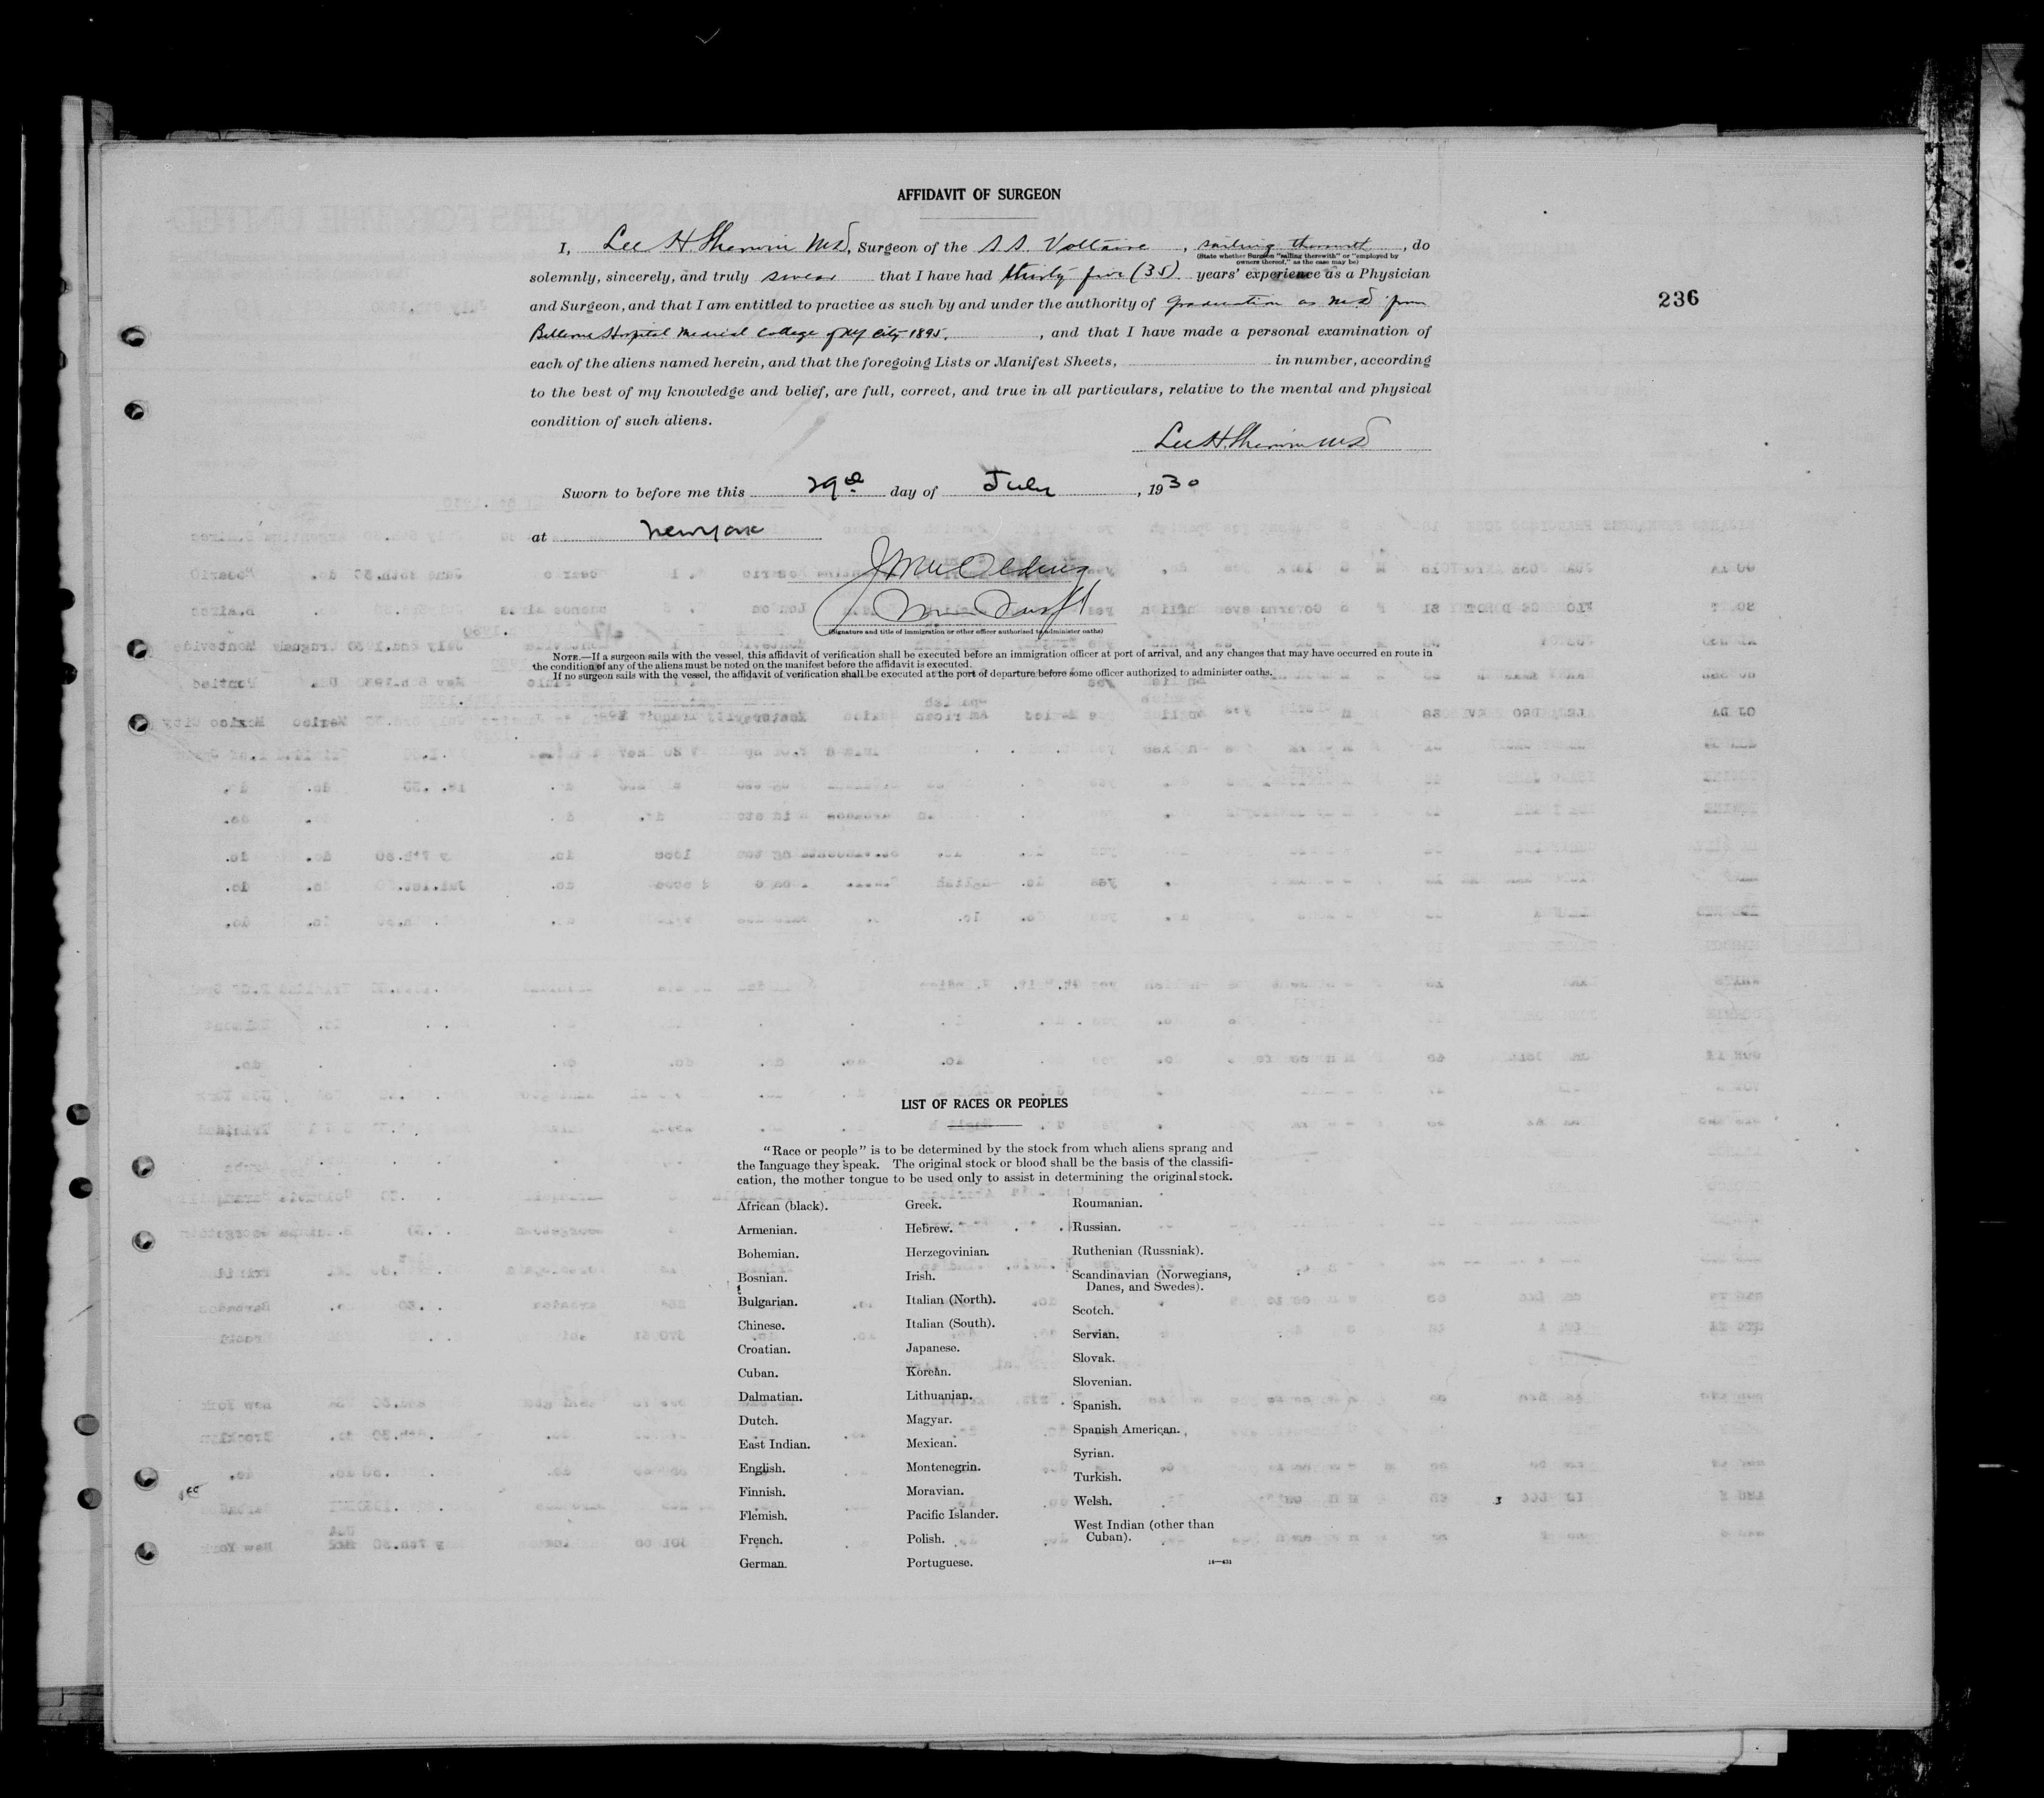 AFFIDAVIT OF SURGEON
I, Lee H. Sherwin M.D., Surgeon of the S.S. Voltaire, sailing therewith, do
(State whether Surgeon "sailing therewith" or "employed by
owners thereof," as the case may be)
solemnly, sincerely, and truly swear that I have had thirty five (35) years' experience as a Physician
236
and Surgeon, and that I am entitled to practice as such by and under the authority of graduation as M.D. from
Bellevue Hospital Medical College of NY City 1895, and that I have made a personal examination of
each of the aliens named herein, and that the foregoing Lists or Manifest Sheets, in number, according
to the best of my knowledge and belief, are full, correct, and true in all particulars, relative to the mental and physical
condition of such aliens.
Lee H. Sherwin M.D.
Sworn to before me this 29th day of July, 1930
at New York
(Signature and title of immigration or other officer authorized to administer oaths)
NOTE.—If a surgeon sails with the vessel, this affidavit of verification shall be executed before an immigration officer at port of arrival, and any changes that may have occurred en route in
the condition of any of the aliens must be noted on the manifest before the affidavit is executed.
If no surgeon sails with the vessel, the affidavit of verification shall be executed at the port of departure before some officer authorized to administer oaths.
LIST OF RACES OR PEOPLES
"Race or people" is to be determined by the stock from which aliens sprang and
the language they speak. The original stock or blood shall be the basis of the classifi-
cation, the mother tongue to be used only to assist in determining the original stock.
African (black).
Armenian.
Bohemian.
Bosnian.
Bulgarian.
Chinese.
Croatian.
Cuban.
Dalmatian.
Dutch.
East Indian.
English.
Finnish.
Flemish.
French.
German.
Greek.
Hebrew.
Herzegovinian.
Irish.
Italian (North).
Italian (South).
Japanese.
Korean.
Lithuanian.
Magyar.
Mexican.
Montenegrin.
Moravian.
Pacific Islander.
Polish.
Portuguese.
Roumanian.
Russian.
Ruthenian (Russniak).
Scandinavian (Norwegians,
Danes, and Swedes).
Scotch.
Servian.
Slovak.
Slovenian.
Spanish.
Spanish American.
Syrian.
Turkish.
Welsh.
West Indian (other than
Cuban).